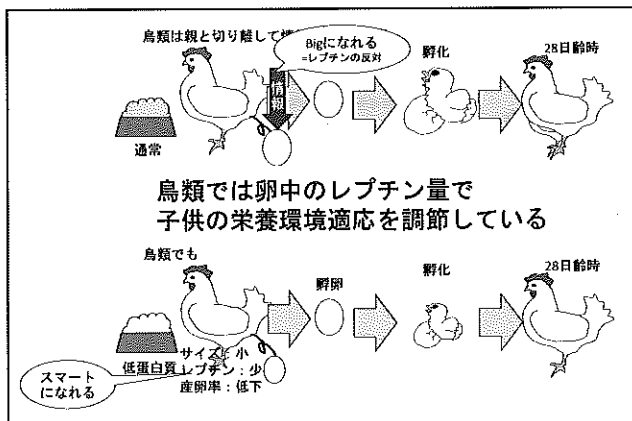 鳥類は親と切り離して情
Bigになれる
=レプチンの反対
孵化
28日齢時
情報
通常
鳥類では卵中のレプチン量で
子供の栄養環境適応を調節している
鳥類でも
孵卵
孵化
28日齢時
低蛋白質
サイズ:小
レプチン:少
産卵率:低下
スマート
になれる